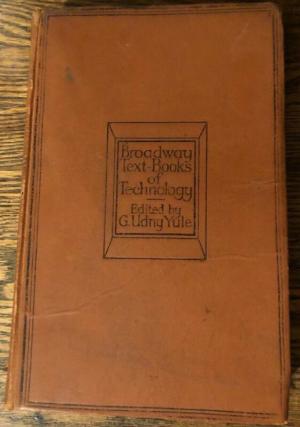 Broadway
Text-Books
of
Technology
Edited by
G. Udny Yule